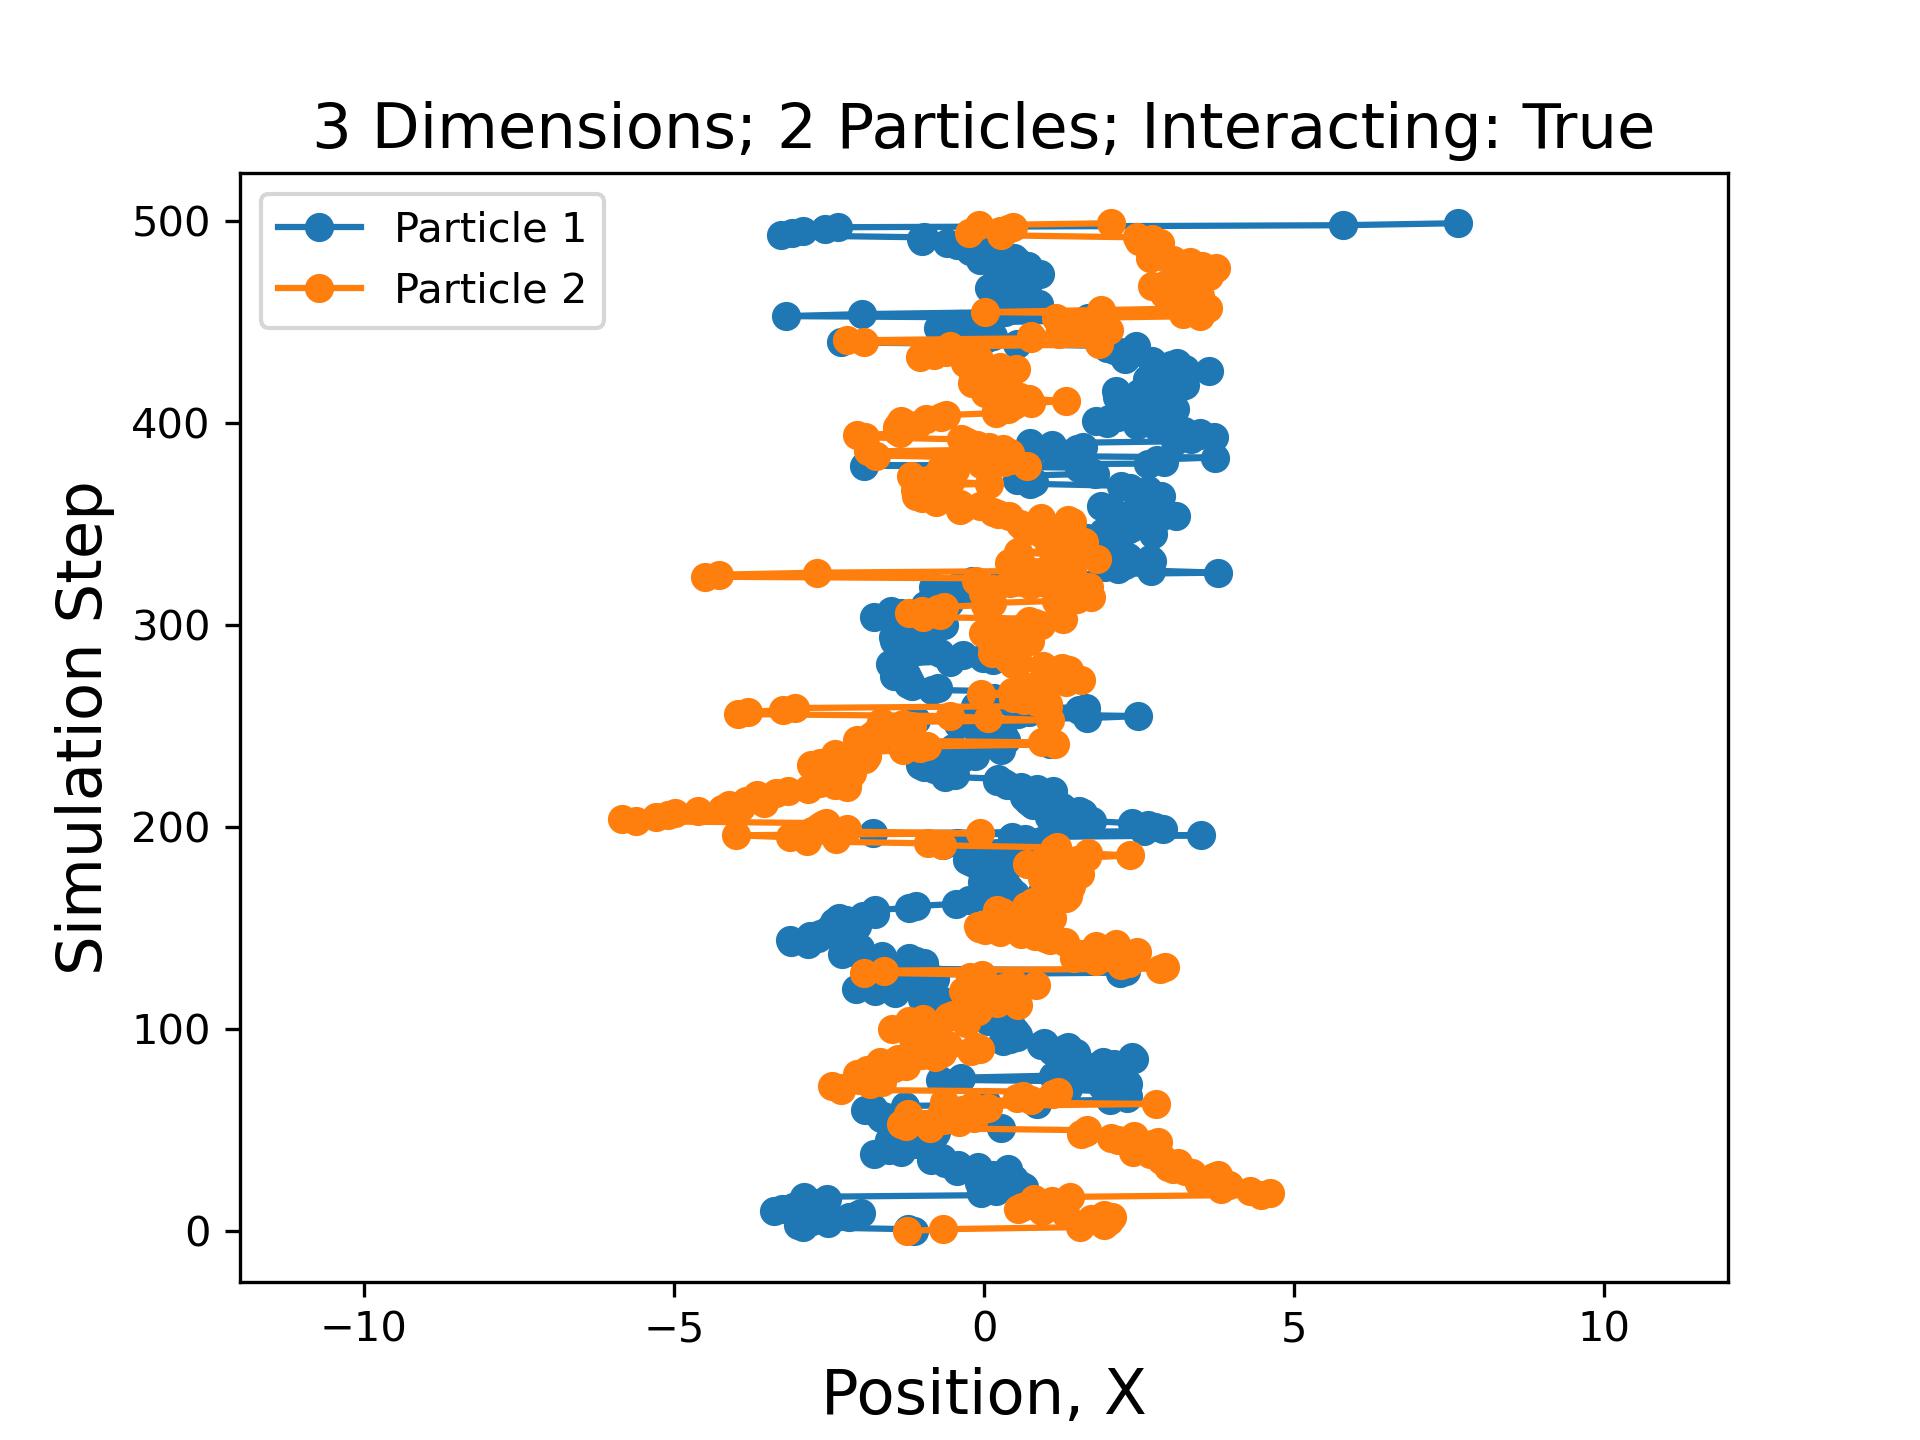 3 Dimensions; 2 Particles; Interacting: True
Particle 1
Particle 2
500
400
300
200
100
0
Simulation Step
−10
−5
0
5
10
Position, X